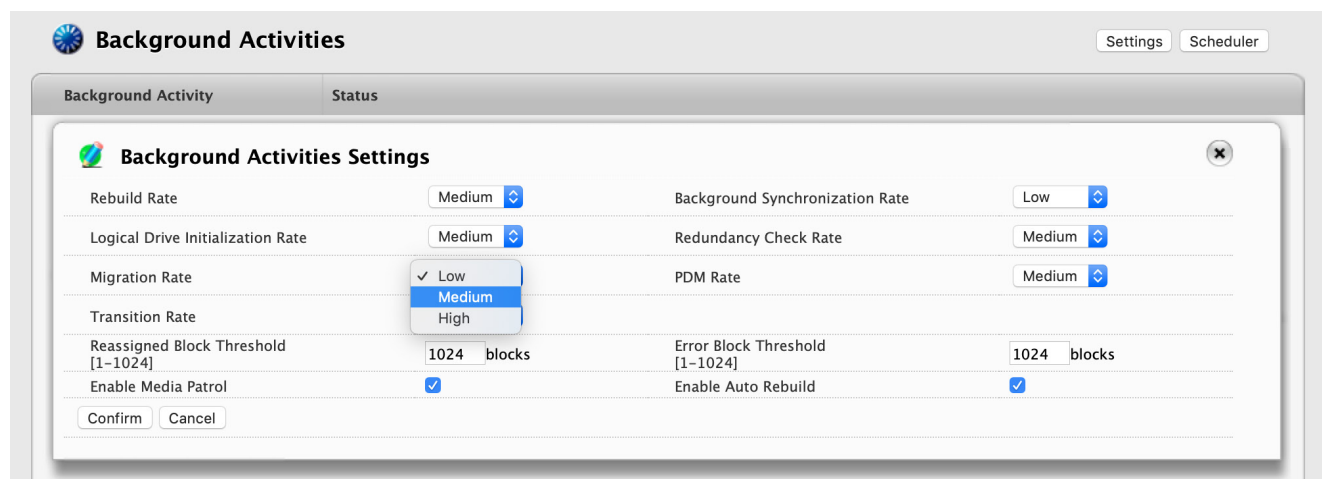 Background Activities
Settings Scheduler
Background Activity Status
Background Activities Settings
Rebuild Rate Medium Background Synchronization Rate Low
Logical Drive Initialization Rate Medium Redundancy Check Rate Medium
Migration Rate ✓ Low PDM Rate Medium
Medium
Transition Rate High
Reassigned Block Threshold
[1-1024] 1024 blocks Error Block Threshold
[1-1024] 1024 blocks
Enable Media Patrol Enable Auto Rebuild
Confirm Cancel